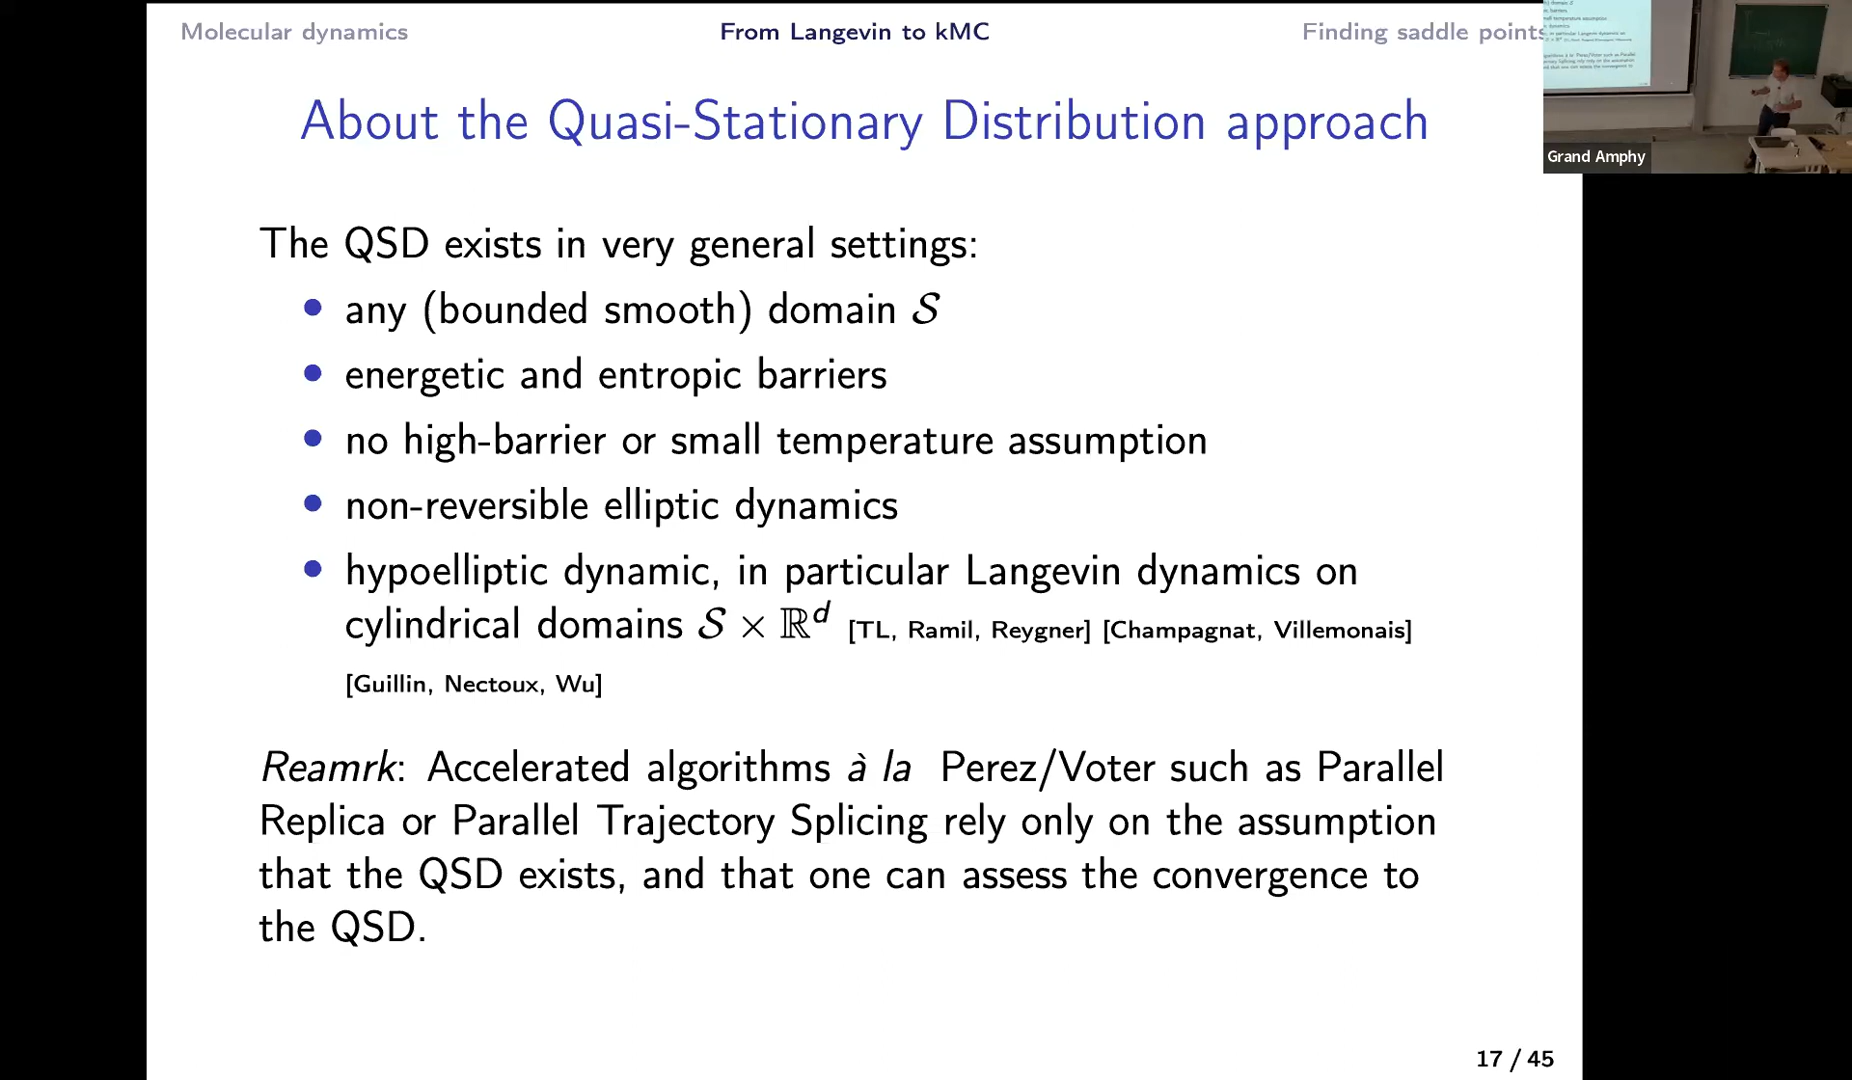 Molecular dynamics
From Langevin to kMC
Finding saddle points
Grand Amphy
About the Quasi-Stationary Distribution approach
The QSD exists in very general settings:
• any (bounded smooth) domain 𝒮
• energetic and entropic barriers
• no high-barrier or small temperature assumption
• non-reversible elliptic dynamics
• hypoelliptic dynamic, in particular Langevin dynamics on
cylindrical domains 𝒮 × ℝᵈ [TL, Ramil, Reygner] [Champagnat, Villemonais]
[Guillin, Nectoux, Wu]
Reamrk: Accelerated algorithms à la Perez/Voter such as Parallel
Replica or Parallel Trajectory Splicing rely only on the assumption
that the QSD exists, and that one can assess the convergence to
the QSD.
17 / 45